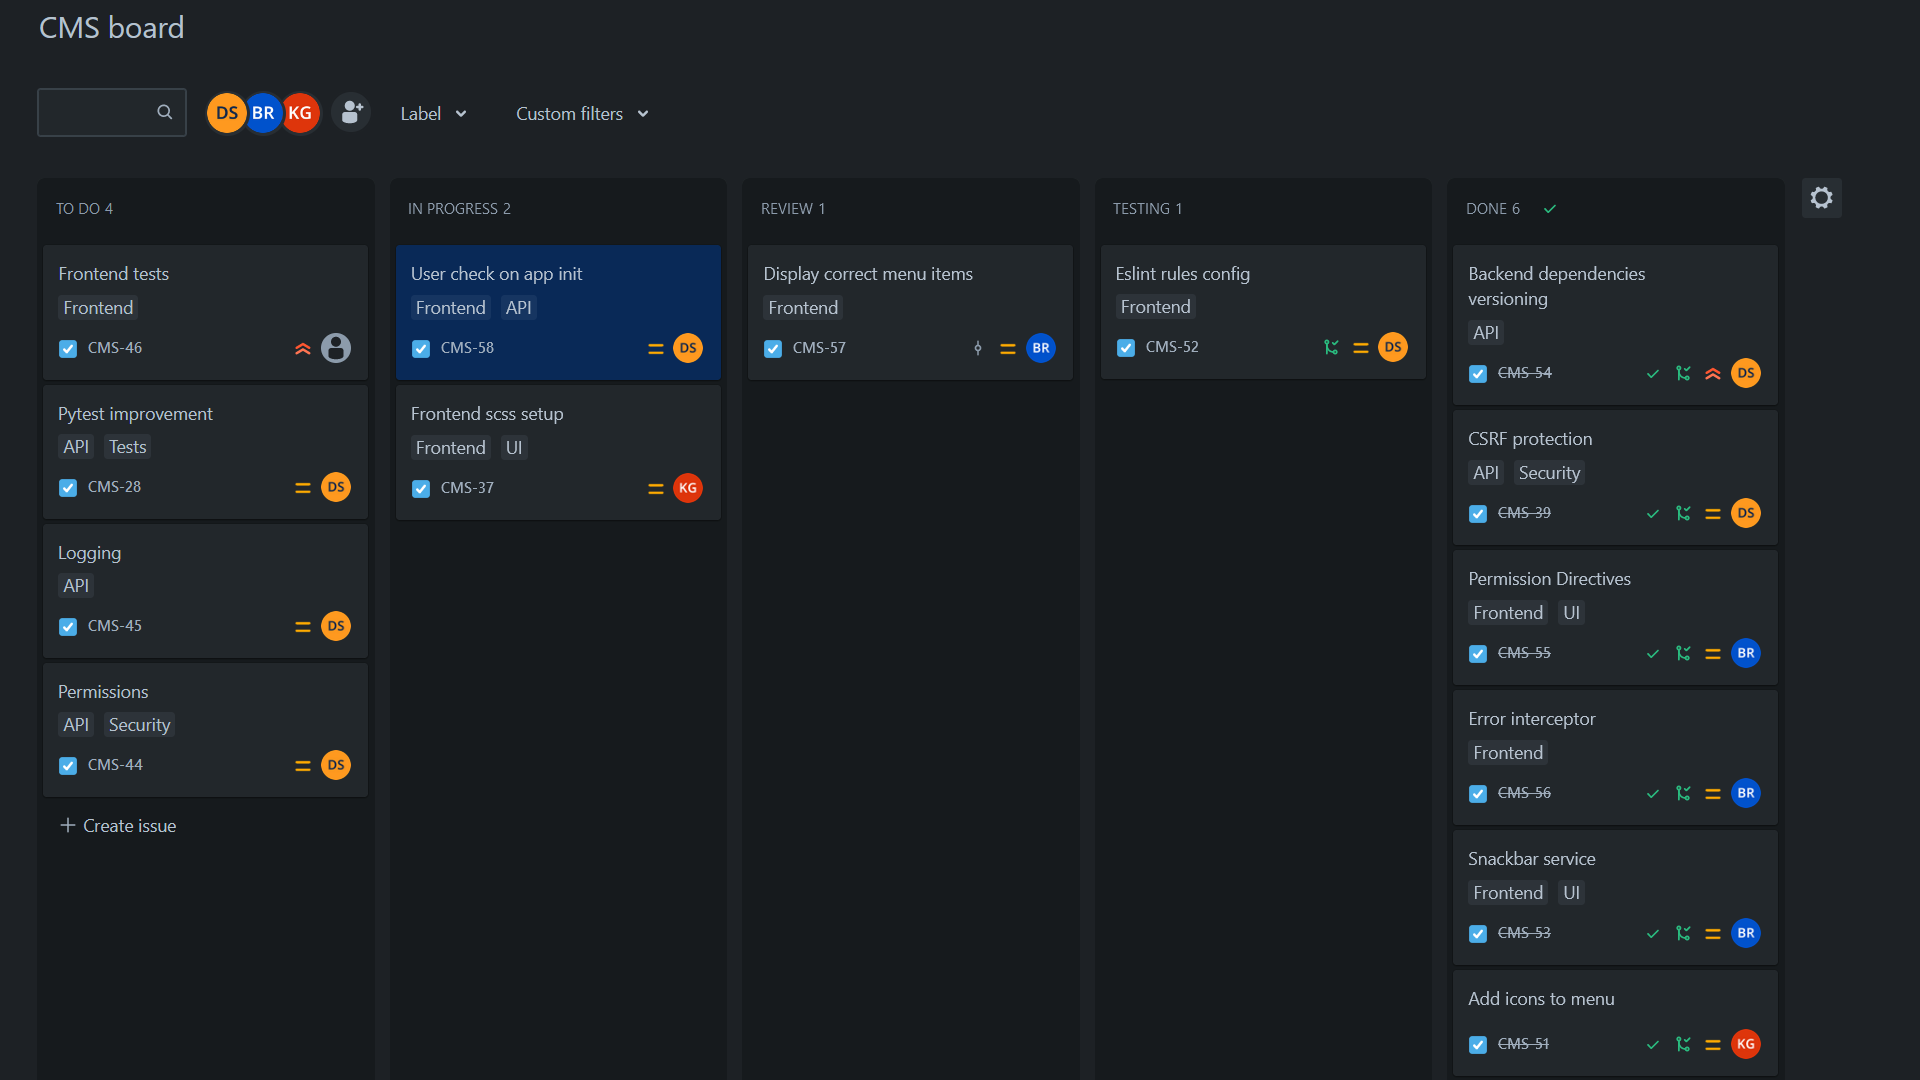 CMS board
DS BR KG Label Custom filters
TO DO 4
Frontend tests
Frontend
CMS-46
Pytest improvement
API Tests
CMS-28 DS
Logging
API
CMS-45 DS
Permissions
API Security
CMS-44 DS
Create issue
IN PROGRESS 2
User check on app init
Frontend API
CMS-58 DS
Frontend scss setup
Frontend UI
CMS-37 KG
REVIEW 1
Display correct menu items
Frontend
CMS-57 BR
TESTING 1
Eslint rules config
Frontend
CMS-52 DS
DONE 6
Backend dependencies
versioning
API
CMS-54 DS
CSRF protection
API Security
CMS-39 DS
Permission Directives
Frontend UI
CMS-55 BR
Error interceptor
Frontend
CMS-56 BR
Snackbar service
Frontend UI
CMS-53 BR
Add icons to menu
CMS-51 KG